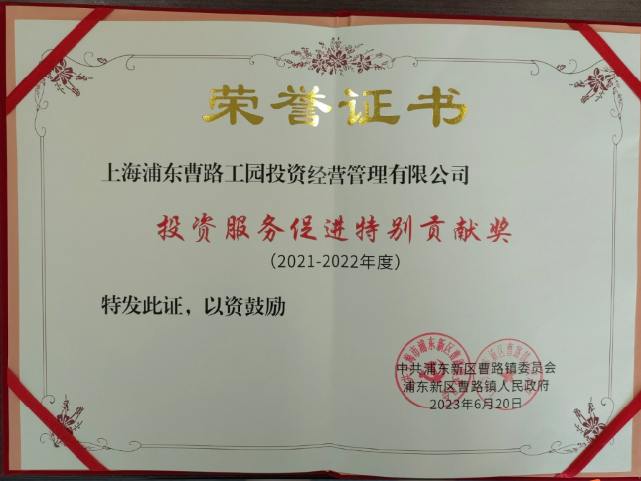 荣誉证书
上海浦东曹路工园投资经营管理有限公司
投资服务促进特别贡献奖
（2021-2022年度）
特发此证，以资鼓励
中共浦东新区曹路镇委员会
浦东新区曹路镇人民政府
2023年6月20日